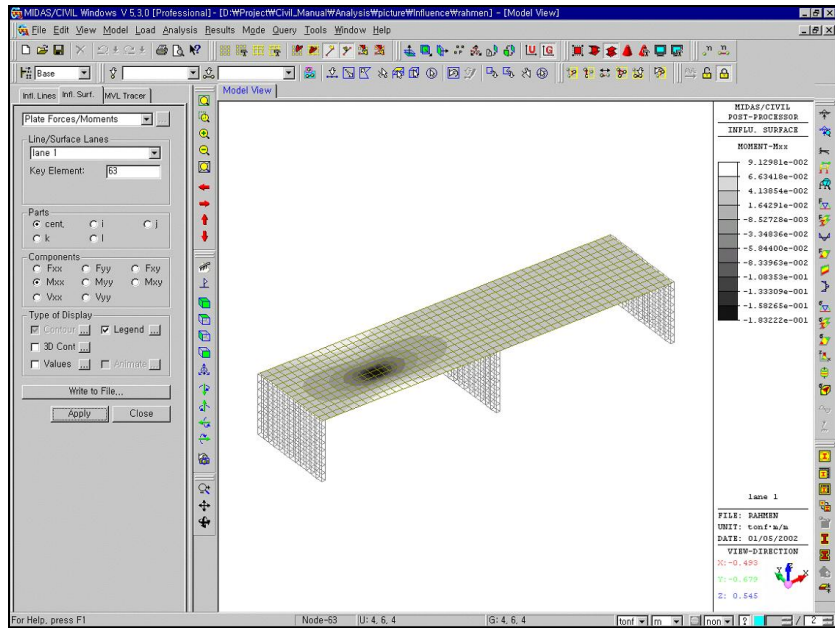 MIDAS/CIVIL Windows V 5,3,0 [Professional] - [D:₩Project₩Civil_Manual₩Analysis₩picture₩Influence₩rahmen] - [Model View]
File Edit View Model Load Analysis Results Mode Query Tools Window Help
Base
Infl. Lines Infl. Surf. MVL Tracer
Model View
Plate Forces/Moments
Line/Surface Lanes
lane 1
Key Element: 63
Parts
cent, i j
k l
Components
Fxx Fyy Fxy
Mxx Myy Mxy
Vxx Vyy
Type of Display
Contour ... Legend ...
3D Cont ...
Values ... Animate ...
Write to File...
Apply Close
MIDAS/CIVIL
POST-PROCESSOR
INFLU. SURFACE
MOMENT-Mxx
9.12981e-002
6.63418e-002
4.13854e-002
1.64291e-002
-8.52728e-003
-3.34836e-002
-5.84400e-002
-8.33963e-002
-1.08353e-001
-1.33309e-001
-1.58265e-001
-1.83222e-001
lane 1
FILE: RAHMEN
UNIT: tonf·m/m
DATE: 01/05/2002
VIEW-DIRECTION
X:-0.493
Y:-0.679
Z: 0.545
For Help, press F1 Node-63 U: 4, 6, 4 G: 4, 6, 4 tonf m non ? / 2